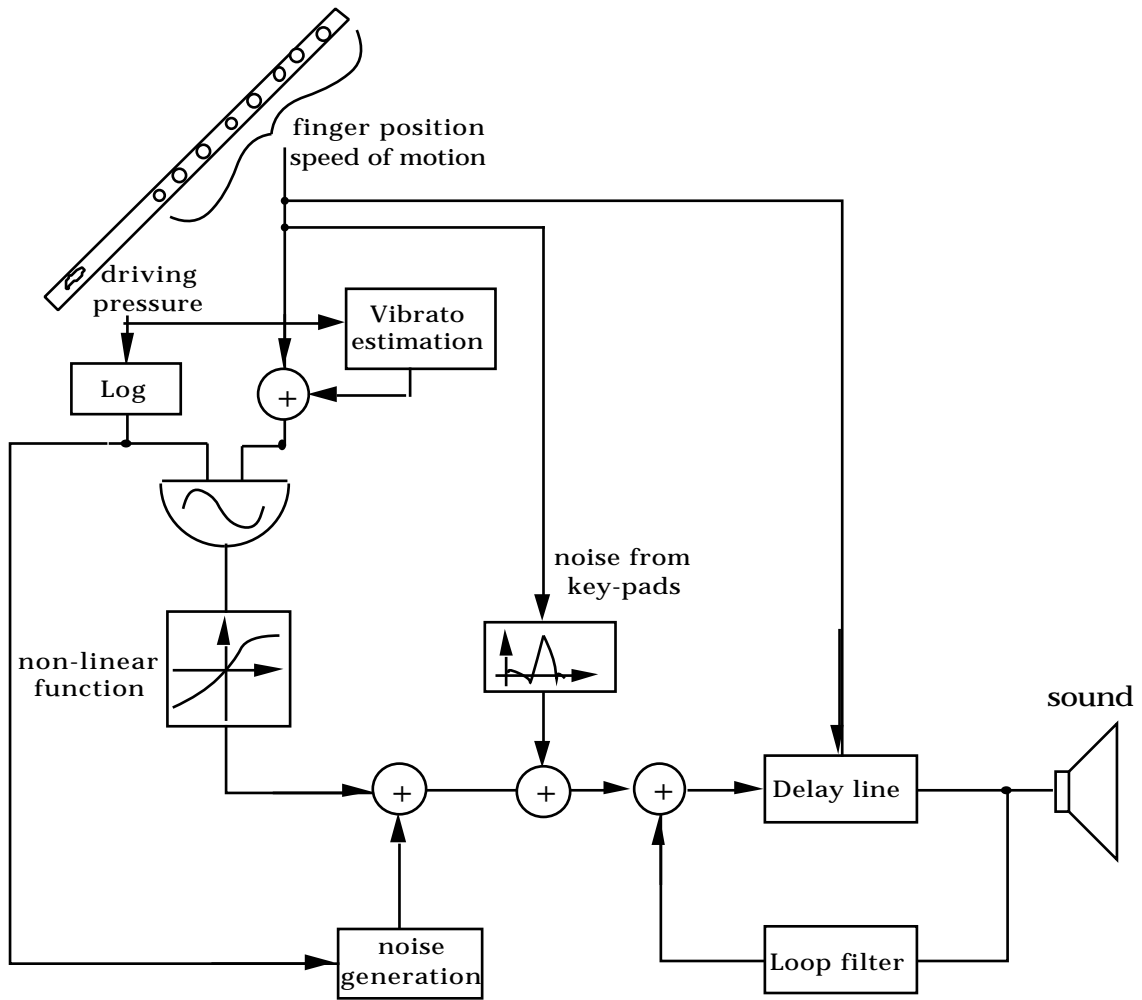 finger position
speed of motion
driving
pressure
Vibrato
estimation
Log
+
noise from
key-pads
non-linear
function
sound
+
+
+
Delay line
noise
generation
Loop filter